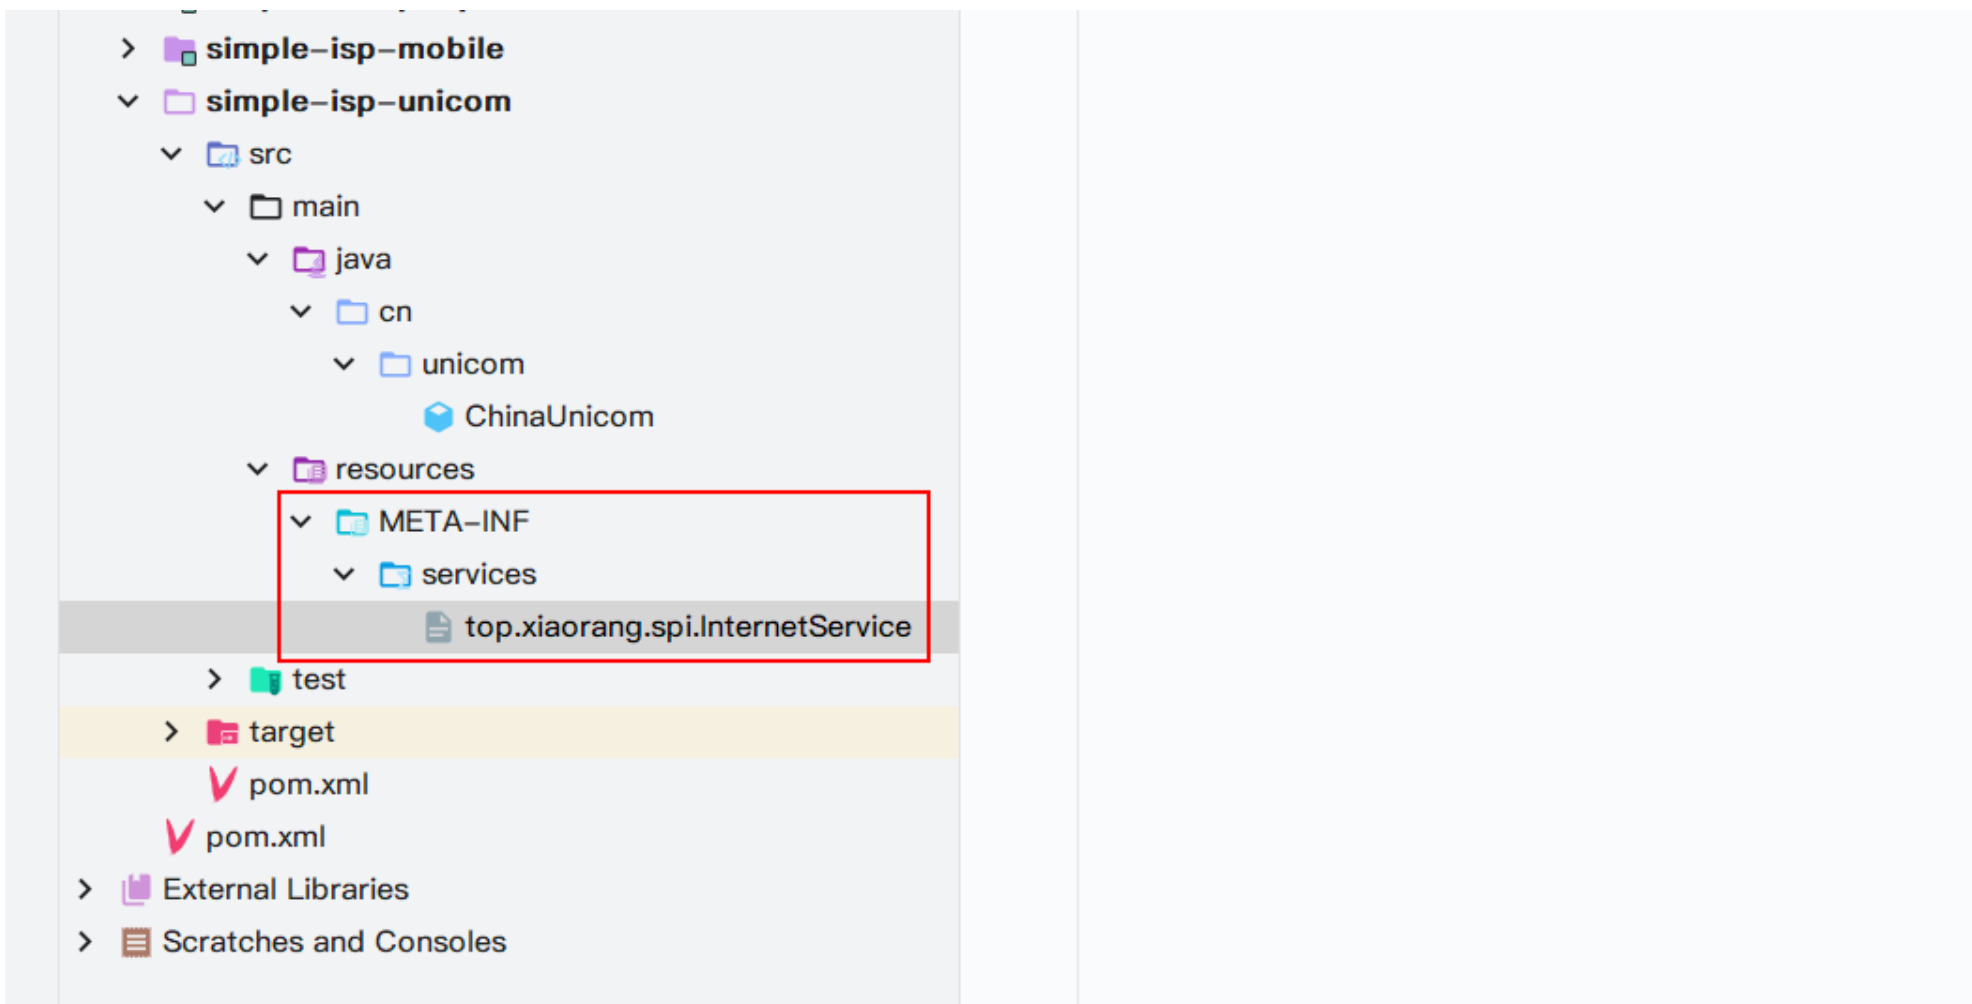 simple-isp-mobile
simple-isp-unicom
src
main
java
cn
unicom
ChinaUnicom
resources
META-INF
services
top.xiaorang.spi.InternetService
test
target
pom.xml
pom.xml
External Libraries
Scratches and Consoles